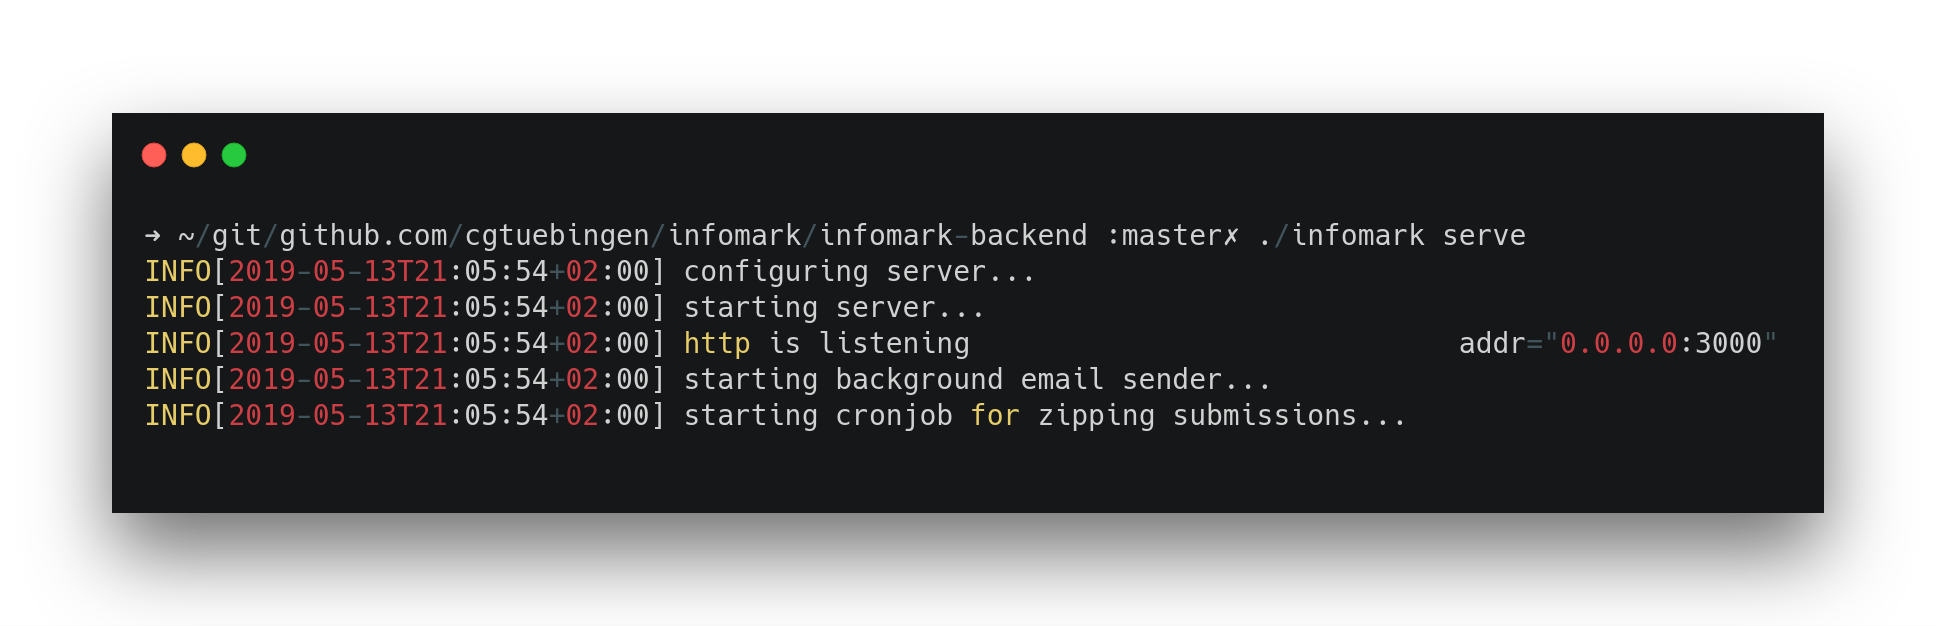 ➜ ~/git/github.com/cgtuebingen/infomark/infomark-backend :master✗ ./infomark serve
INFO[2019-05-13T21:05:54+02:00] configuring server...
INFO[2019-05-13T21:05:54+02:00] starting server...
INFO[2019-05-13T21:05:54+02:00] http is listening                             addr="0.0.0.0:3000"
INFO[2019-05-13T21:05:54+02:00] starting background email sender...
INFO[2019-05-13T21:05:54+02:00] starting cronjob for zipping submissions...